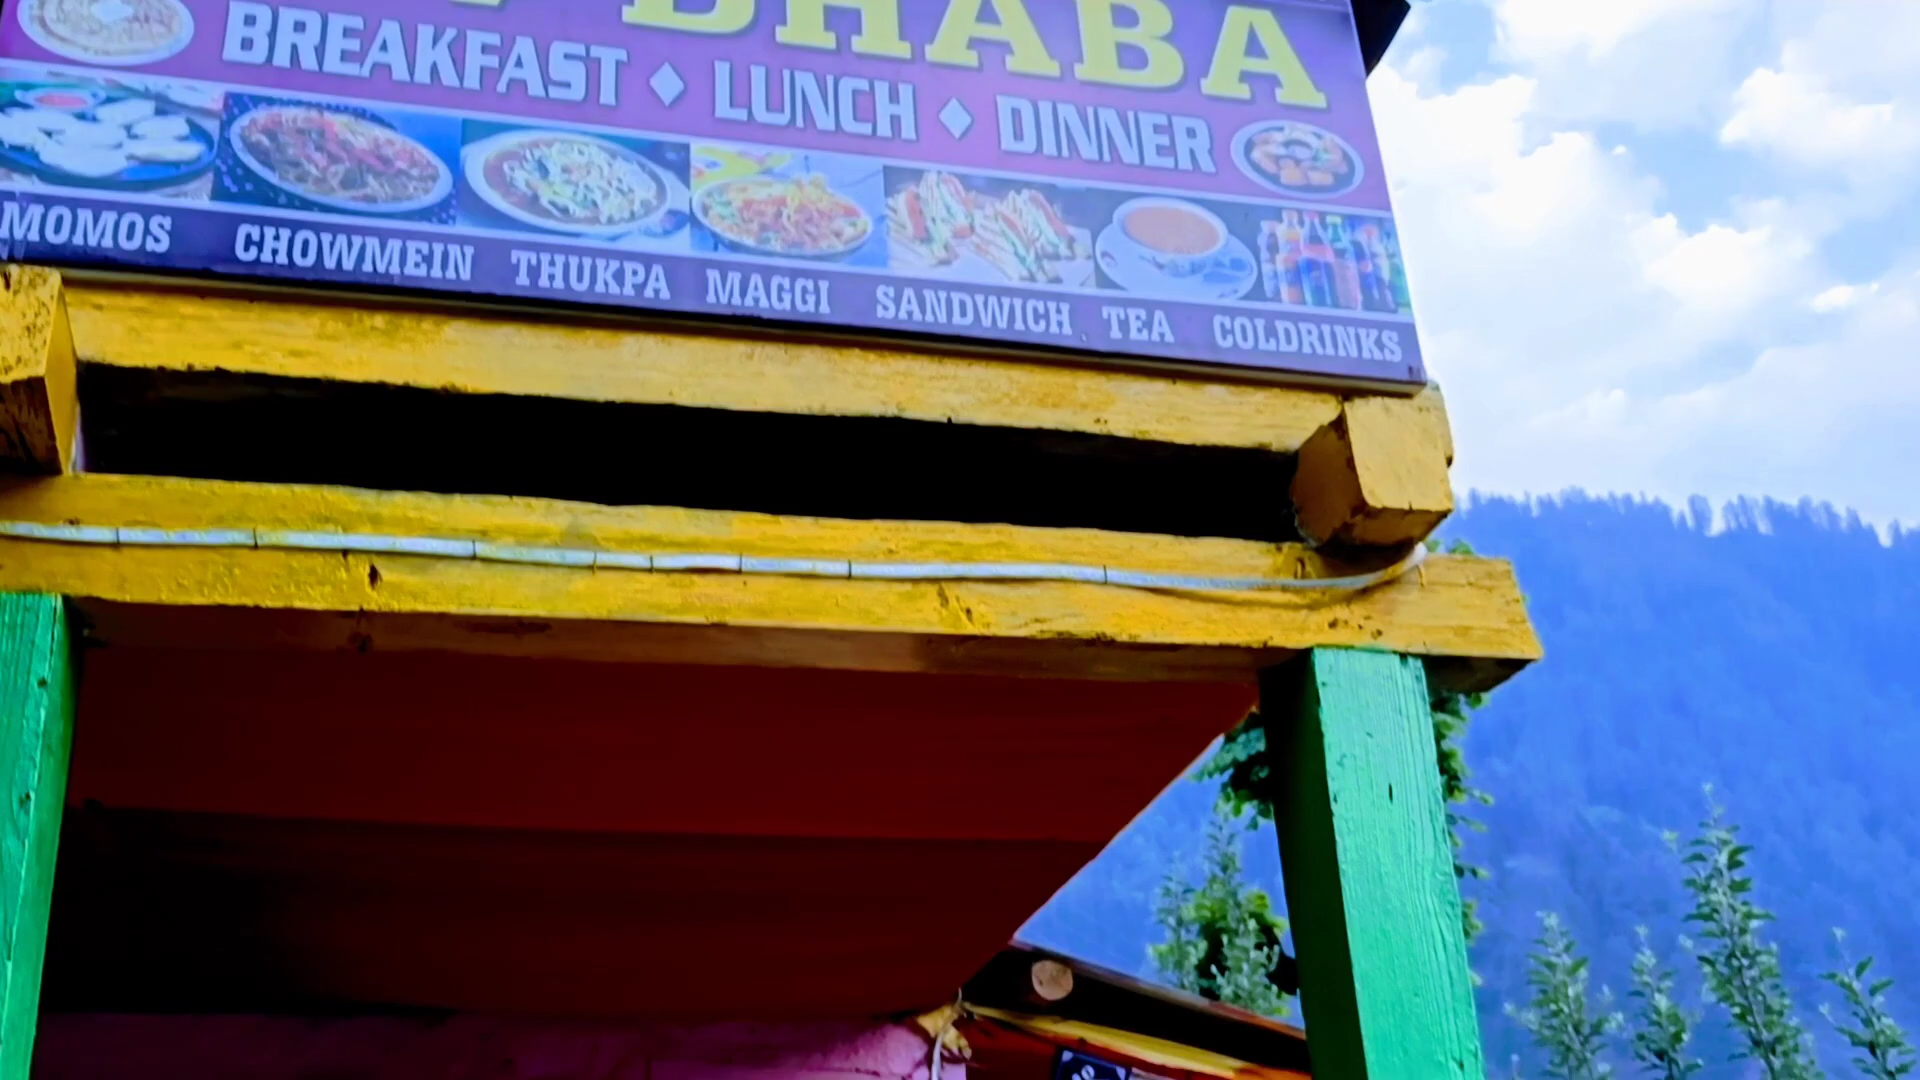 DHABA
BREAKFAST ♦ LUNCH ♦ DINNER
MOMOS CHOWMEIN THUKPA MAGGI SANDWICH TEA COLDRINKS